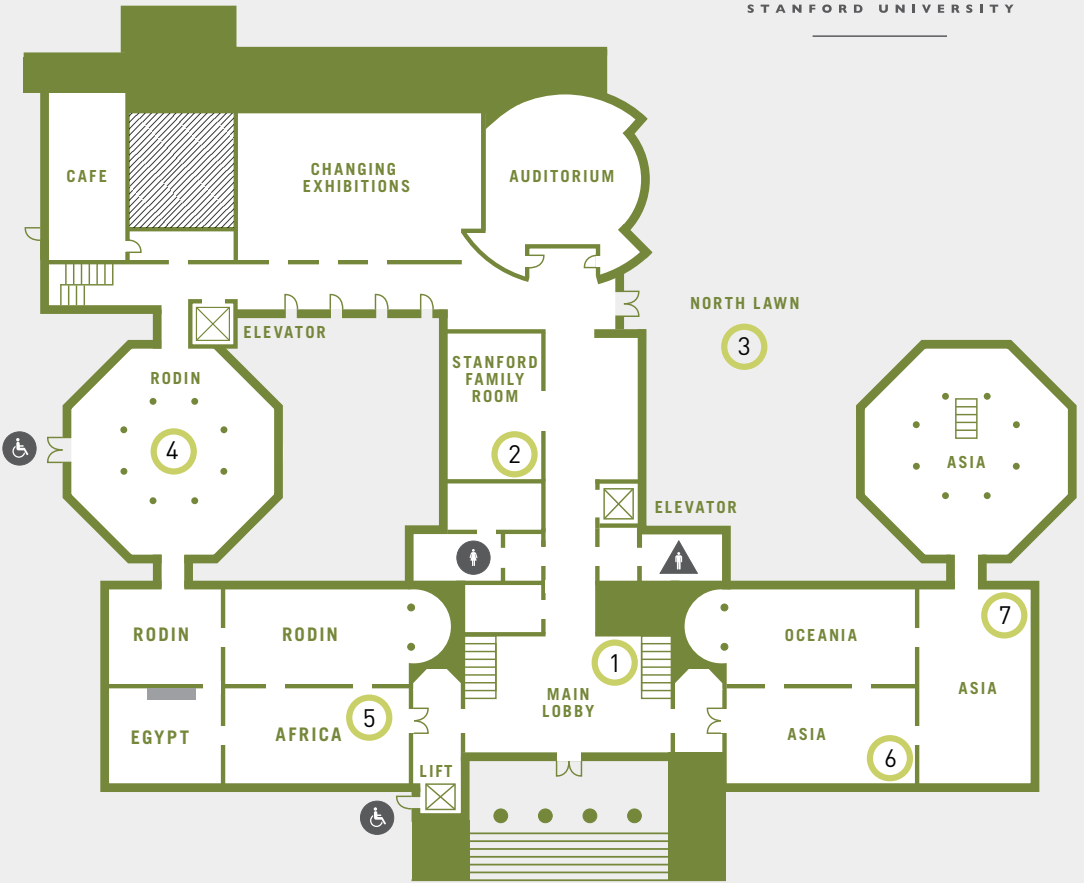 STANFORD UNIVERSITY
CAFE
CHANGING
EXHIBITIONS
AUDITORIUM
NORTH LAWN
3
ELEVATOR
STANFORD
FAMILY
ROOM
2
RODIN
4
ASIA
ELEVATOR
RODIN
RODIN
OCEANIA
7
1
MAIN
LOBBY
ASIA
EGYPT
AFRICA
5
ASIA
6
LIFT